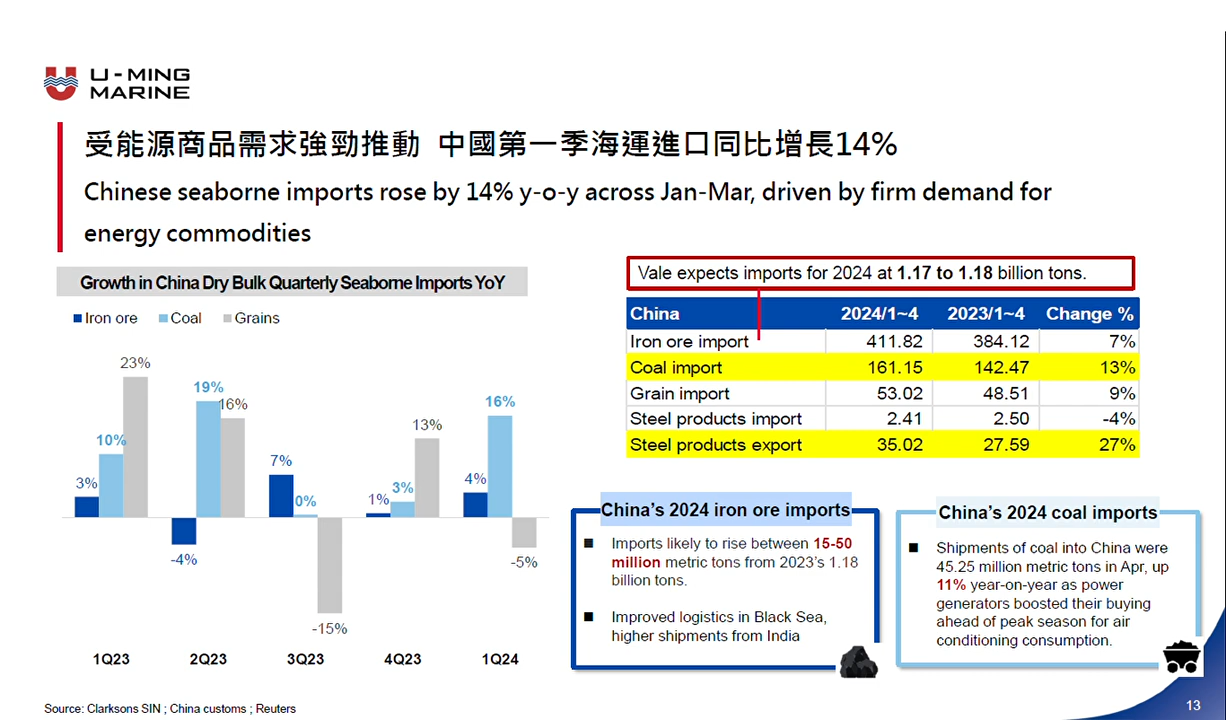 U-MING
MARINE
受能源商品需求強勁推動 中國第一季海運進口同比增長14%
Chinese seaborne imports rose by 14% y-o-y across Jan-Mar, driven by firm demand for
energy commodities
Growth in China Dry Bulk Quarterly Seaborne Imports YoY
Iron ore Coal Grains
3% 10% 23%
-4% 19% 16%
7% 0% -15%
1% 3% 13%
4% 16% -5%
1Q23 2Q23 3Q23 4Q23 1Q24
Vale expects imports for 2024 at 1.17 to 1.18 billion tons.
China 2024/1~4 2023/1~4 Change %
Iron ore import 411.82 384.12 7%
Coal import 161.15 142.47 13%
Grain import 53.02 48.51 9%
Steel products import 2.41 2.50 -4%
Steel products export 35.02 27.59 27%
China's 2024 iron ore imports
■ Imports likely to rise between 15-50
million metric tons from 2023's 1.18
billion tons.
■ Improved logistics in Black Sea,
higher shipments from India
China's 2024 coal imports
■ Shipments of coal into China were
45.25 million metric tons in Apr, up
11% year-on-year as power
generators boosted their buying
ahead of peak season for air
conditioning consumption.
Source: Clarksons SIN ; China customs ; Reuters
13